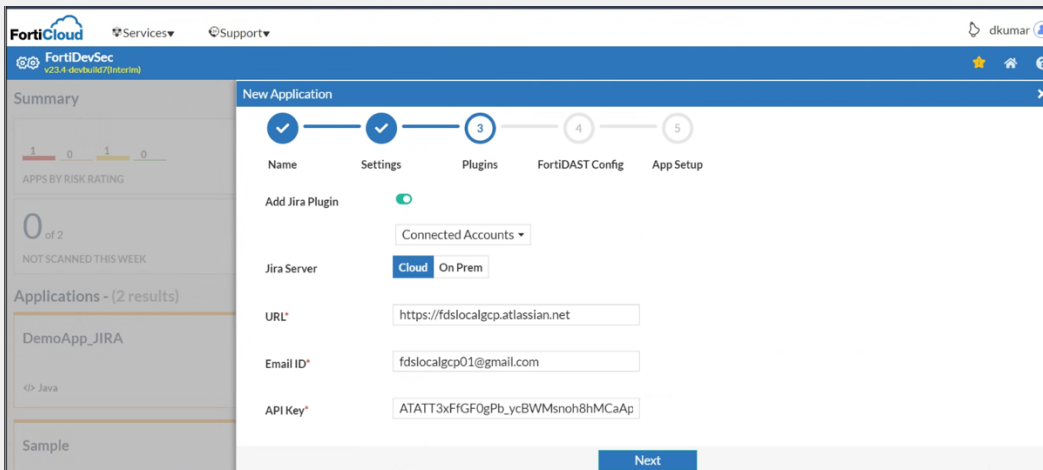 FortiCloud Services Support dkumar
FortiDevSec
v23.4-devbuild7(Interim)
Summary
New Application
3 4 5
Name Settings Plugins FortiDAST Config App Setup
1 0 1 0
APPS BY RISK RATING
Add Jira Plugin
0 of 2
Connected Accounts
NOT SCANNED THIS WEEK
Jira Server Cloud On Prem
Applications - (2 results)
URL* https://fdslocalgcp.atlassian.net
DemoApp_JIRA
Email ID* fdslocalgcp01@gmail.com
</> Java
API Key* ATATT3xFfGF0gPb_ycBWMsnoh8hMCaAp
Sample
Next